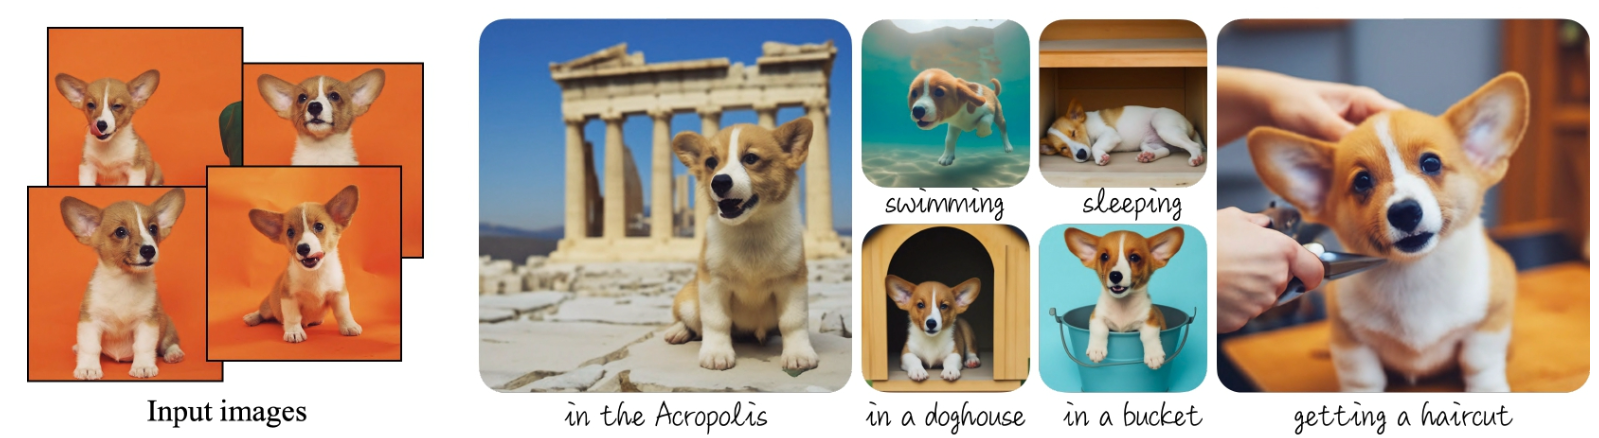 Input images
in the Acropolis
swimming
sleeping
in a doghouse
in a bucket
getting a haircut